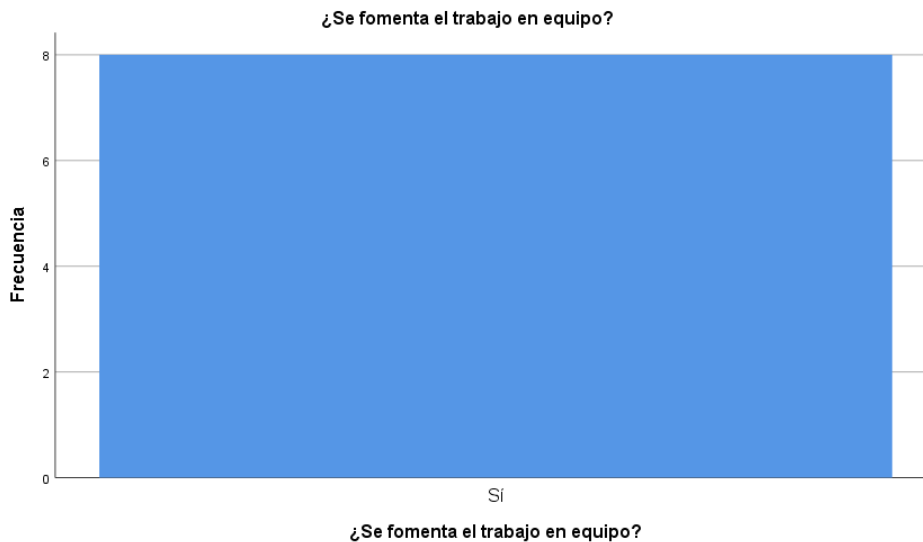 ¿Se fomenta el trabajo en equipo?
8
6
4
2
0
Frecuencia
Sí
¿Se fomenta el trabajo en equipo?